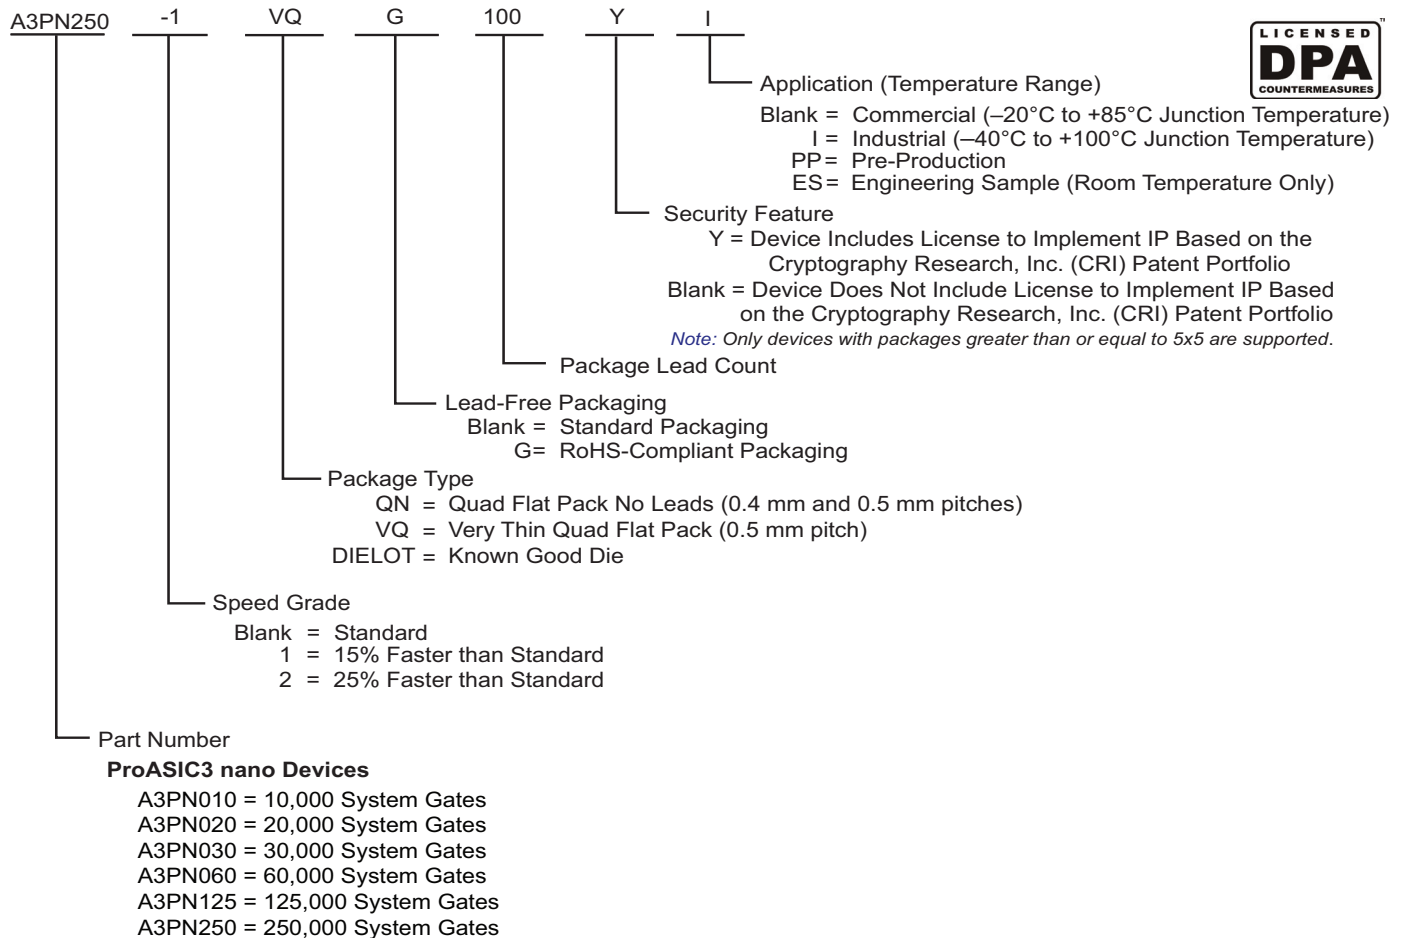 A3PN250 -1 VQ G 100 Y I
LICENSED
DPA
COUNTERMEASURES
™
Application (Temperature Range)
Blank = Commercial (–20°C to +85°C Junction Temperature)
I = Industrial (–40°C to +100°C Junction Temperature)
PP= Pre-Production
ES= Engineering Sample (Room Temperature Only)
Security Feature
Y = Device Includes License to Implement IP Based on the
Cryptography Research, Inc. (CRI) Patent Portfolio
Blank = Device Does Not Include License to Implement IP Based
on the Cryptography Research, Inc. (CRI) Patent Portfolio
Note: Only devices with packages greater than or equal to 5x5 are supported.
Package Lead Count
Lead-Free Packaging
Blank = Standard Packaging
G= RoHS-Compliant Packaging
Package Type
QN = Quad Flat Pack No Leads (0.4 mm and 0.5 mm pitches)
VQ = Very Thin Quad Flat Pack (0.5 mm pitch)
DIELOT = Known Good Die
Speed Grade
Blank = Standard
1 = 15% Faster than Standard
2 = 25% Faster than Standard
Part Number
ProASIC3 nano Devices
A3PN010 = 10,000 System Gates
A3PN020 = 20,000 System Gates
A3PN030 = 30,000 System Gates
A3PN060 = 60,000 System Gates
A3PN125 = 125,000 System Gates
A3PN250 = 250,000 System Gates